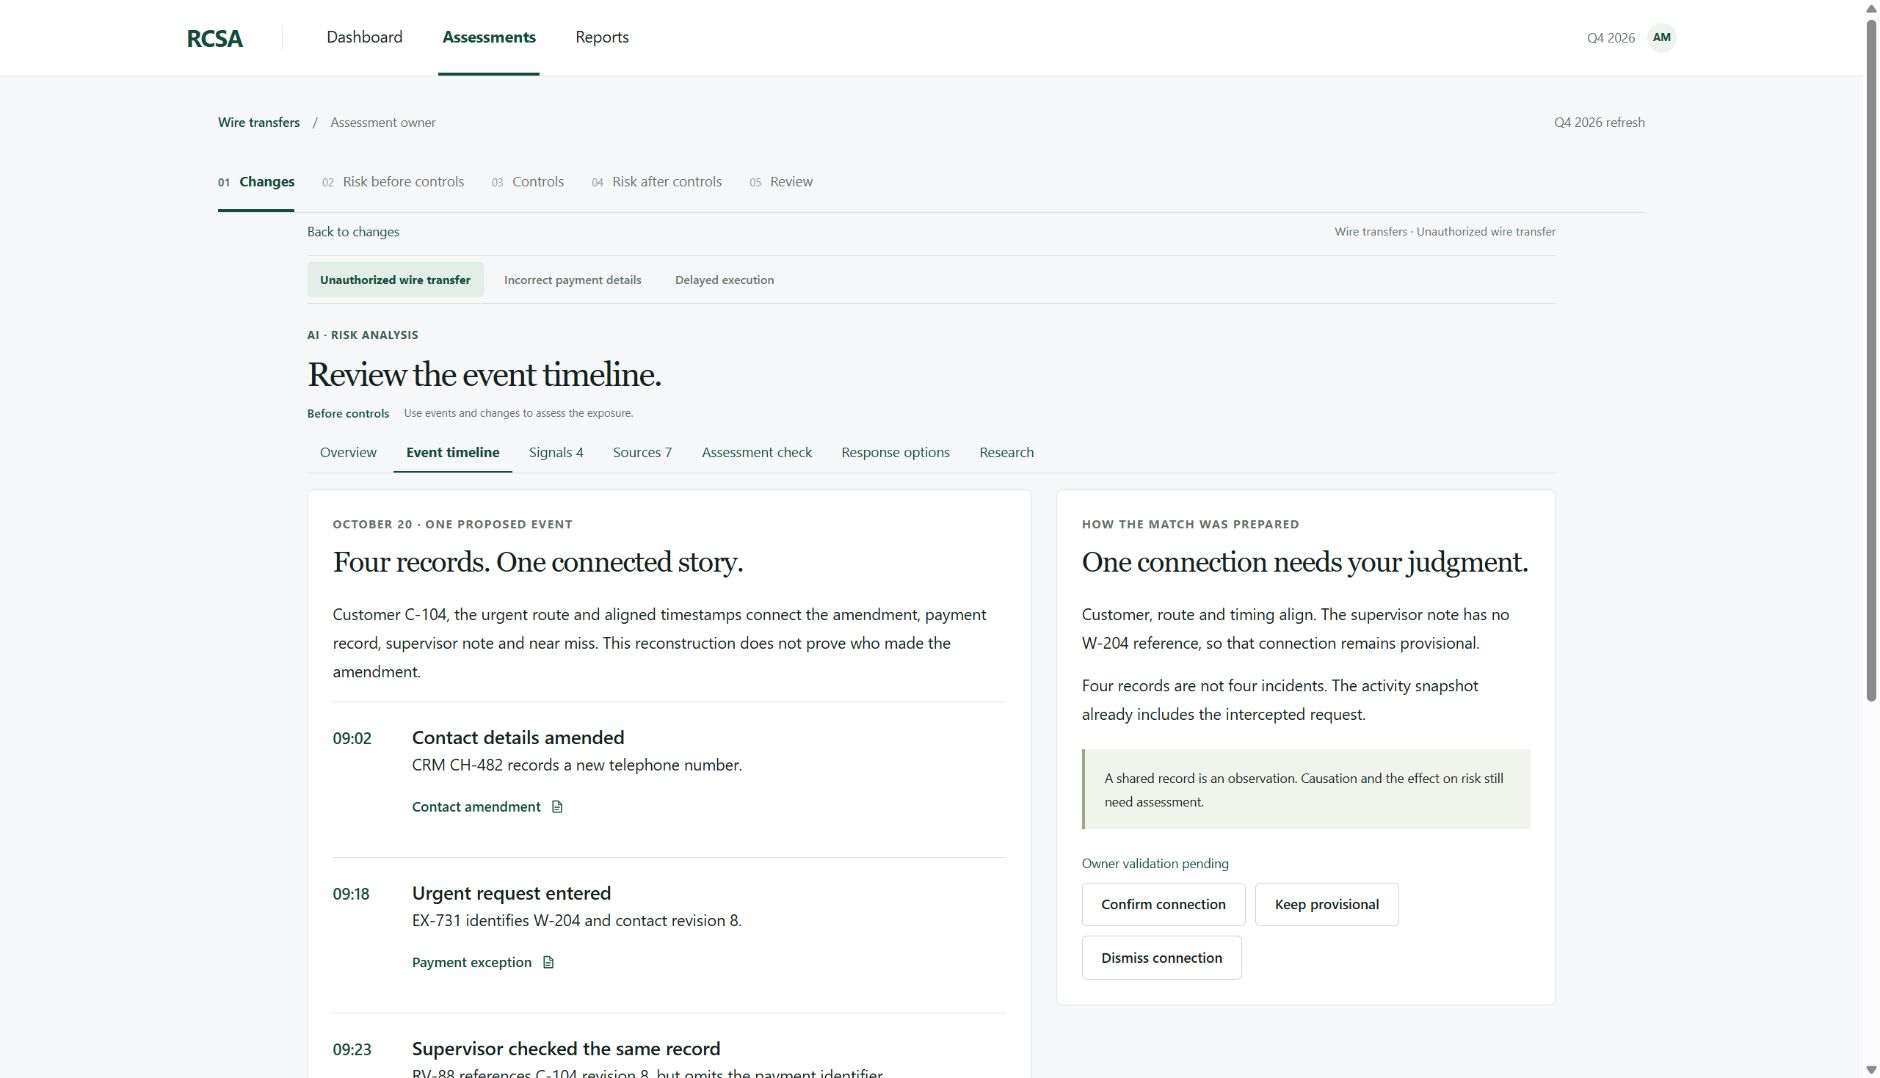 RCSA
Dashboard
Assessments
Reports
Q4 2026
AM
Wire transfers / Assessment owner
Q4 2026 refresh
01 Changes
02 Risk before controls
03 Controls
04 Risk after controls
05 Review
Back to changes
Wire transfers · Unauthorized wire transfer
Unauthorized wire transfer
Incorrect payment details
Delayed execution
AI · RISK ANALYSIS
Review the event timeline.
Before controls Use events and changes to assess the exposure.
Overview
Event timeline
Signals 4
Sources 7
Assessment check
Response options
Research
OCTOBER 20 · ONE PROPOSED EVENT
Four records. One connected story.
Customer C-104, the urgent route and aligned timestamps connect the amendment, payment
record, supervisor note and near miss. This reconstruction does not prove who made the
amendment.
09:02
Contact details amended
CRM CH-482 records a new telephone number.
Contact amendment
09:18
Urgent request entered
EX-731 identifies W-204 and contact revision 8.
Payment exception
09:23
Supervisor checked the same record
RV-88 references C-104 revision 8, but omits the payment identifier.
HOW THE MATCH WAS PREPARED
One connection needs your judgment.
Customer, route and timing align. The supervisor note has no
W-204 reference, so that connection remains provisional.
Four records are not four incidents. The activity snapshot
already includes the intercepted request.
A shared record is an observation. Causation and the effect on risk still
need assessment.
Owner validation pending
Confirm connection
Keep provisional
Dismiss connection